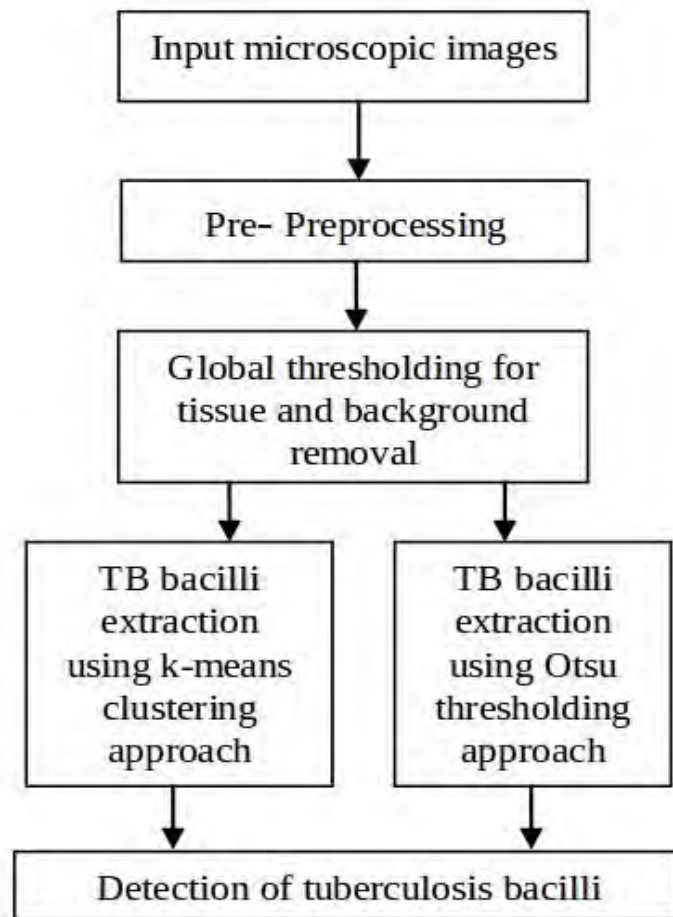 Input microscopic images
Pre- Preprocessing
Global thresholding for
tissue and background
removal
TB bacilli
extraction
using k-means
clustering
approach
TB bacilli
extraction
using Otsu
thresholding
approach
Detection of tuberculosis bacilli